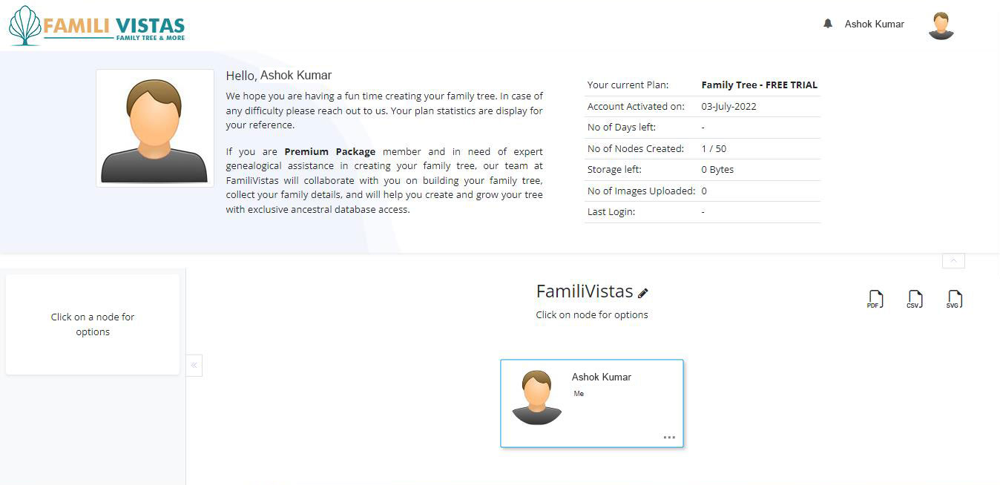 FAMILI VISTAS
FAMILY TREE & MORE
Ashok Kumar
Hello, Ashok Kumar
We hope you are having a fun time creating your family tree. In case of
any difficulty please reach out to us. Your plan statistics are display for
your reference.
If you are Premium Package member and in need of expert
genealogical assistance in creating your family tree, our team at
FamiliVistas will collaborate with you on building your family tree,
collect your family details, and will help you create and grow your tree
with exclusive ancestral database access.
Your current Plan: Family Tree - FREE TRIAL
Account Activated on: 03-July-2022
No of Days left: -
No of Nodes Created: 1 / 50
Storage left: 0 Bytes
No of Images Uploaded: 0
Last Login: -
Click on a node for
options
FamiliVistas
Click on node for options
PDF CSV SVG
Ashok Kumar
Me